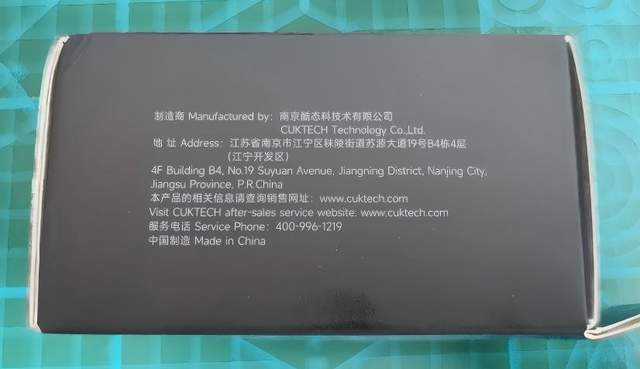 制造商 Manufactured by: 南京酷态科技术有限公司
CUKTECH Technology Co.,Ltd.
地 址 Address: 江苏省南京市江宁区秣陵街道苏源大道19号B4栋4层
(江宁开发区)
4F Building B4, No.19 Suyuan Avenue, Jiangning District, Nanjing City,
Jiangsu Province, P.R.China
本产品的相关信息请查询销售网址: www.cuktech.com
Visit CUKTECH after-sales service website: www.cuktech.com
服务电话 Service Phone: 400-996-1219
中国制造 Made in China